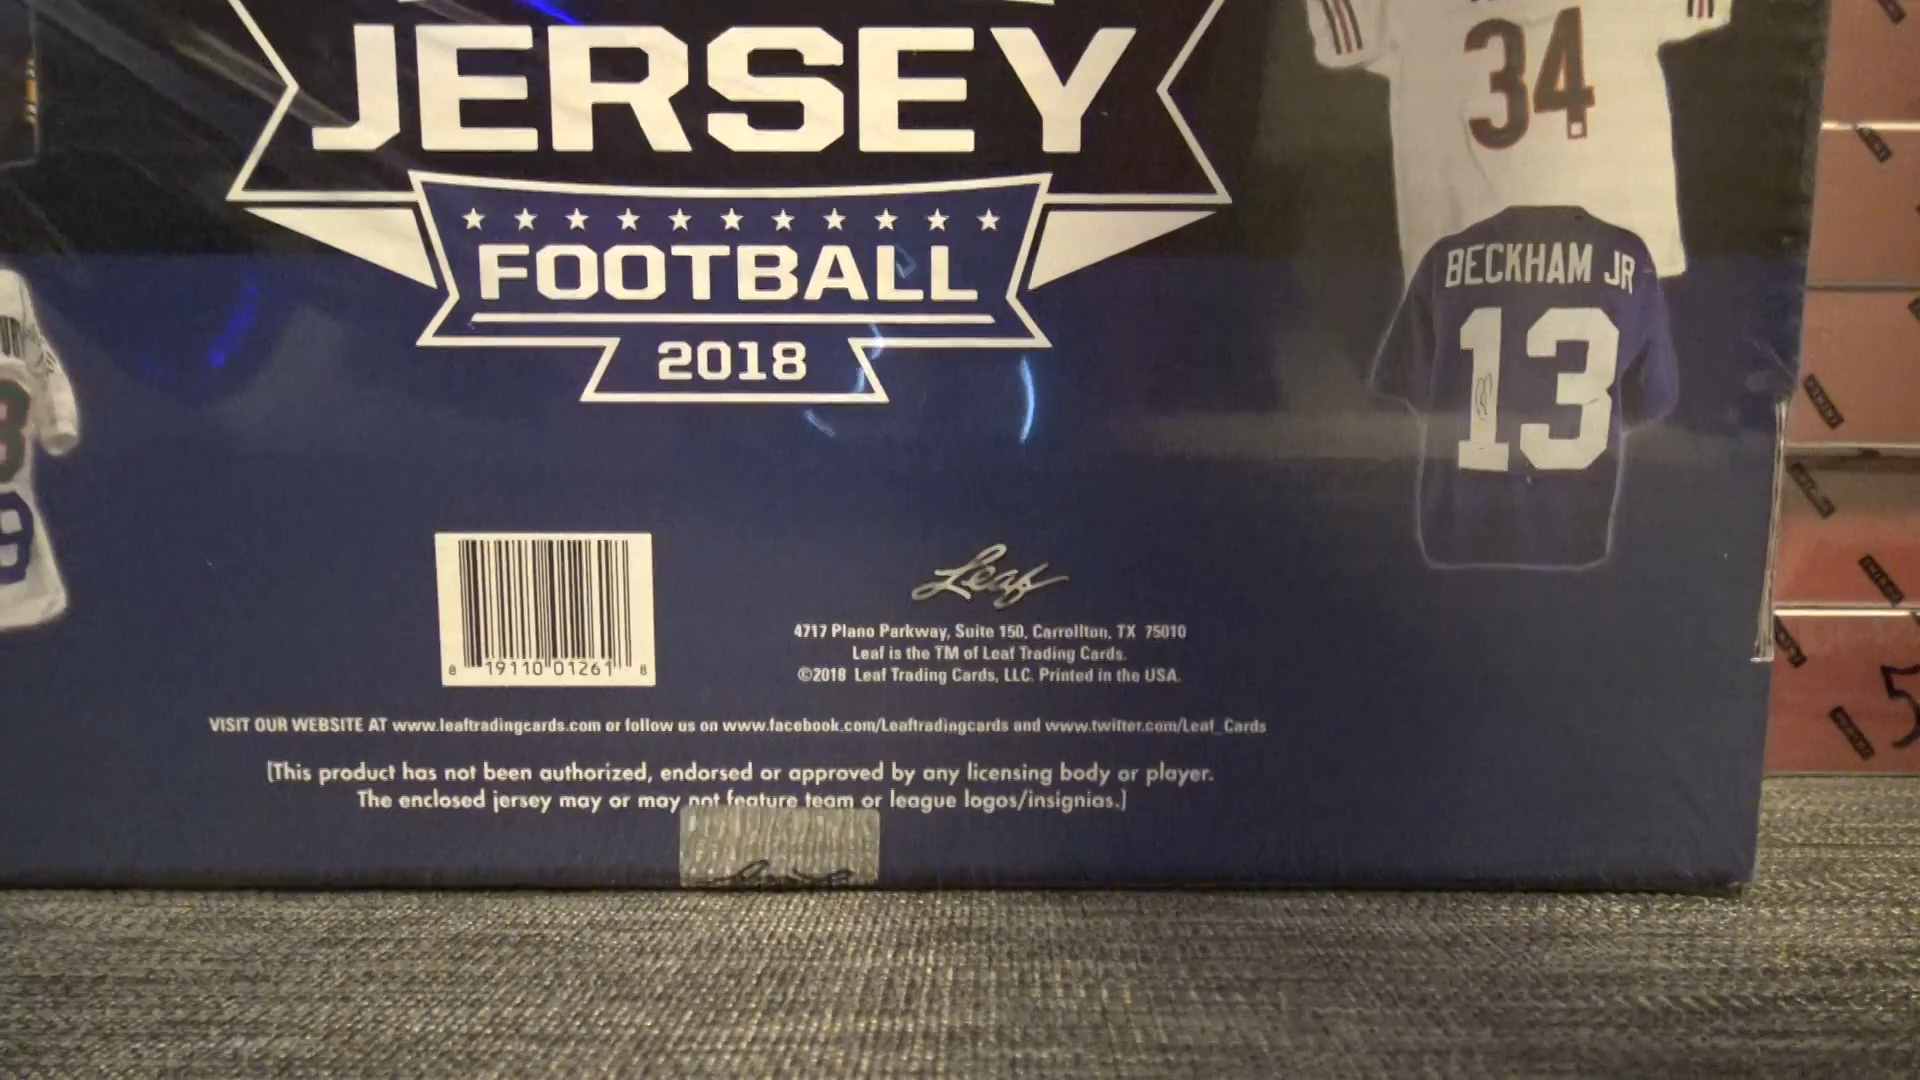 JERSEY
FOOTBALL
2018
34
BECKHAM JR
13
Leaf
4717 Plano Parkway, Suite 150, Carrollton, TX 75010
Leaf is the TM of Leaf Trading Cards.
©2018 Leaf Trading Cards, LLC. Printed in the USA.
8 19110 01261 8
VISIT OUR WEBSITE AT www.leaftradingcards.com or follow us on www.facebook.com/Leaftradingcards and www.twitter.com/Leaf_Cards
[This product has not been authorized, endorsed or approved by any licensing body or player.
The enclosed jersey may or may not feature team or league logos/insignias.]